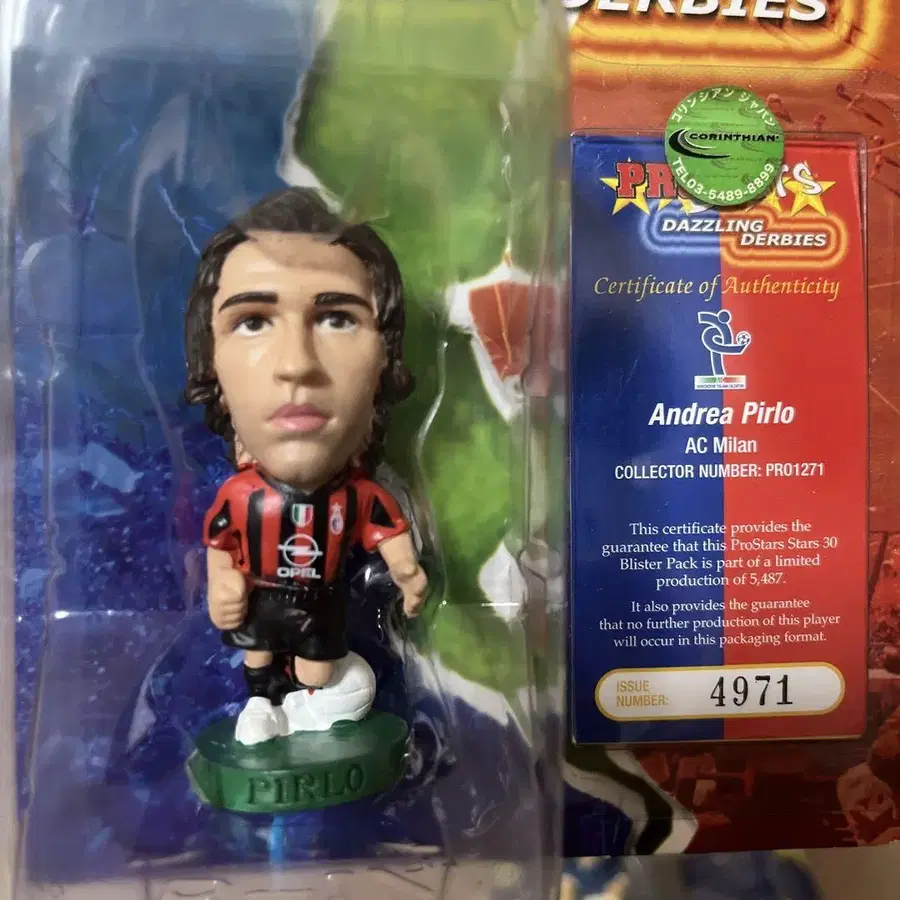 DERBIES
コリンシアン ジャパン
CORINTHIAN
TEL03-5489-8899
DAZZLING
DERBIES
Certificate of Authenticity
Andrea Pirlo
AC Milan
COLLECTOR NUMBER: PRO1271
This certificate provides the
guarantee that this ProStars Stars 30
Blister Pack is part of a limited
production of 5,487.
It also provides the guarantee
that no further production of this player
will occur in this packaging format.
ISSUE
NUMBER:
4971
OPEL
PIRLO